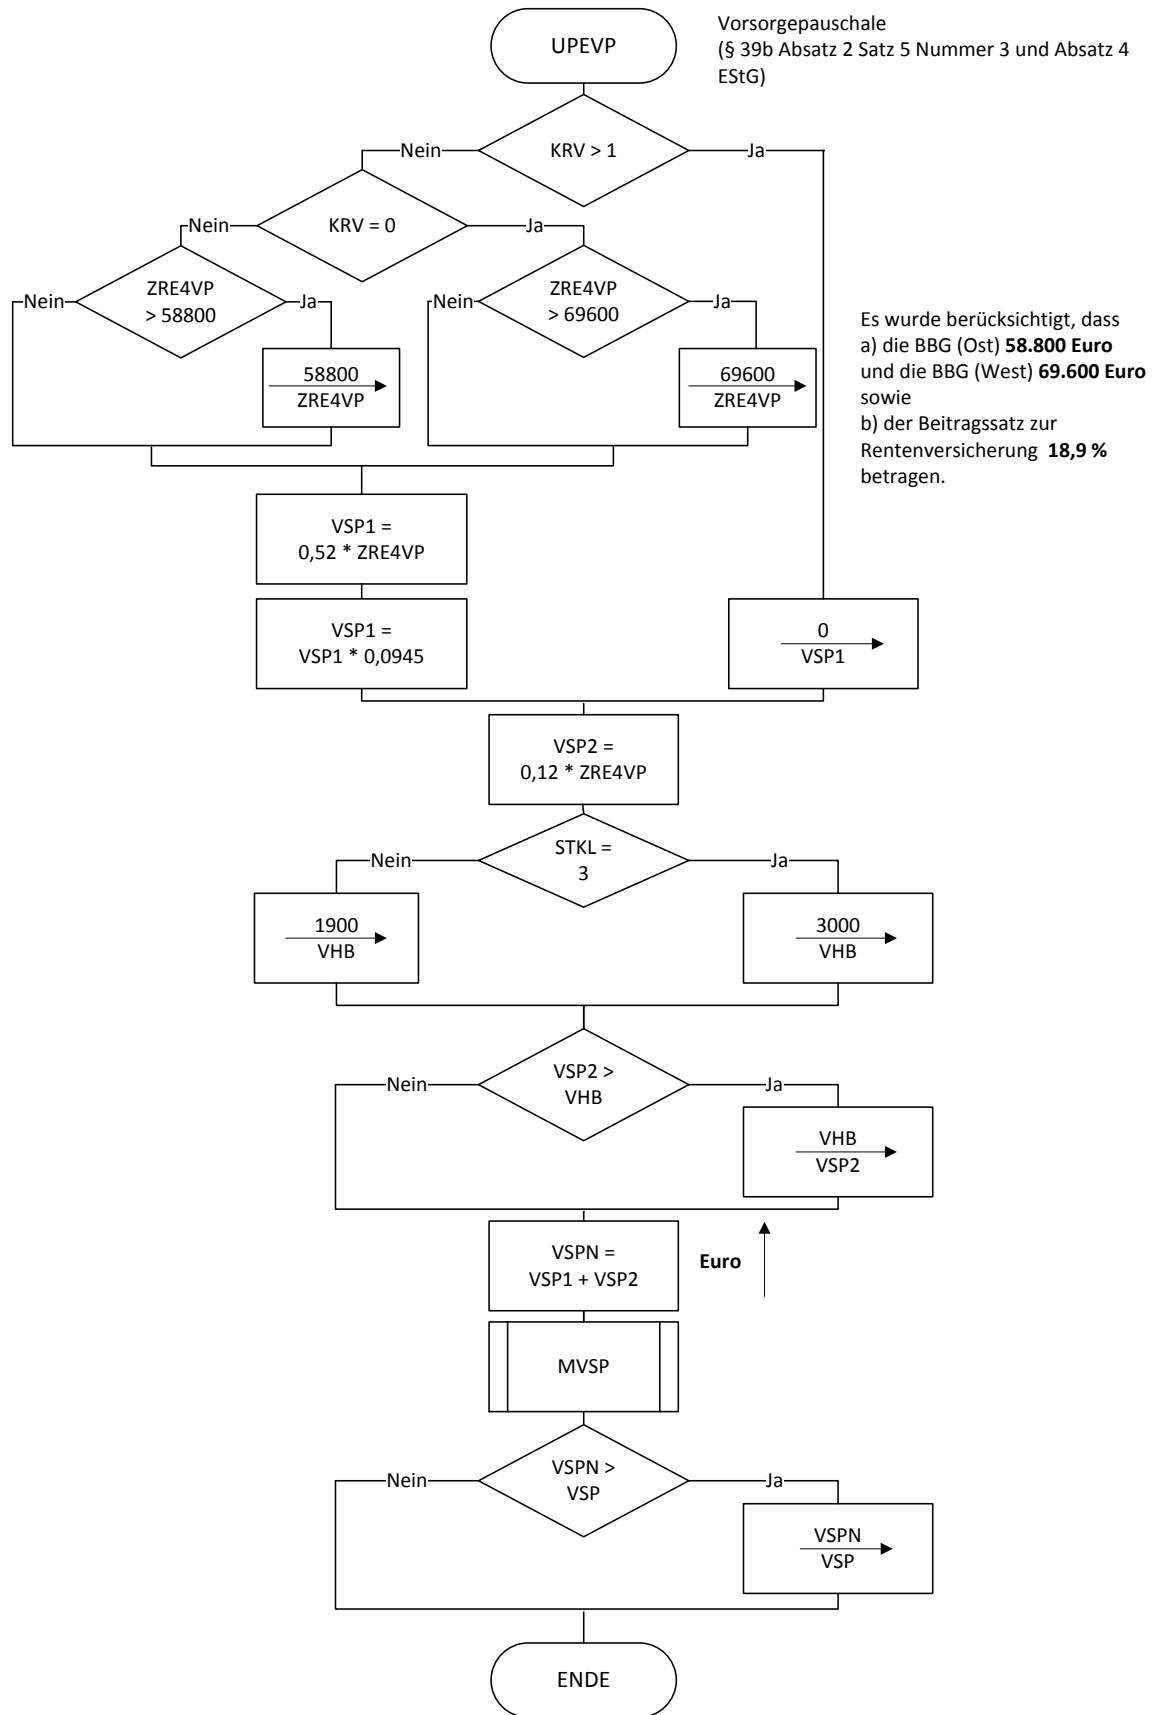 UPEVP
Vorsorgepauschale
(§ 39b Absatz 2 Satz 5 Nummer 3 und Absatz 4
EStG)
Nein
KRV > 1
Ja
Nein
KRV = 0
Ja
Nein
ZRE4VP
> 58800
Ja
Nein
ZRE4VP
> 69600
Ja
58800
ZRE4VP
69600
ZRE4VP
Es wurde berücksichtigt, dass
a) die BBG (Ost) 58.800 Euro
und die BBG (West) 69.600 Euro
sowie
b) der Beitragssatz zur
Rentenversicherung 18,9 %
betragen.
VSP1 =
0,52 * ZRE4VP
VSP1 =
VSP1 * 0,0945
0
VSP1
VSP2 =
0,12 * ZRE4VP
Nein
STKL =
3
Ja
1900
VHB
3000
VHB
Nein
VSP2 >
VHB
Ja
VHB
VSP2
VSPN =
VSP1 + VSP2
Euro
MVSP
Nein
VSPN >
VSP
Ja
VSPN
VSP
ENDE